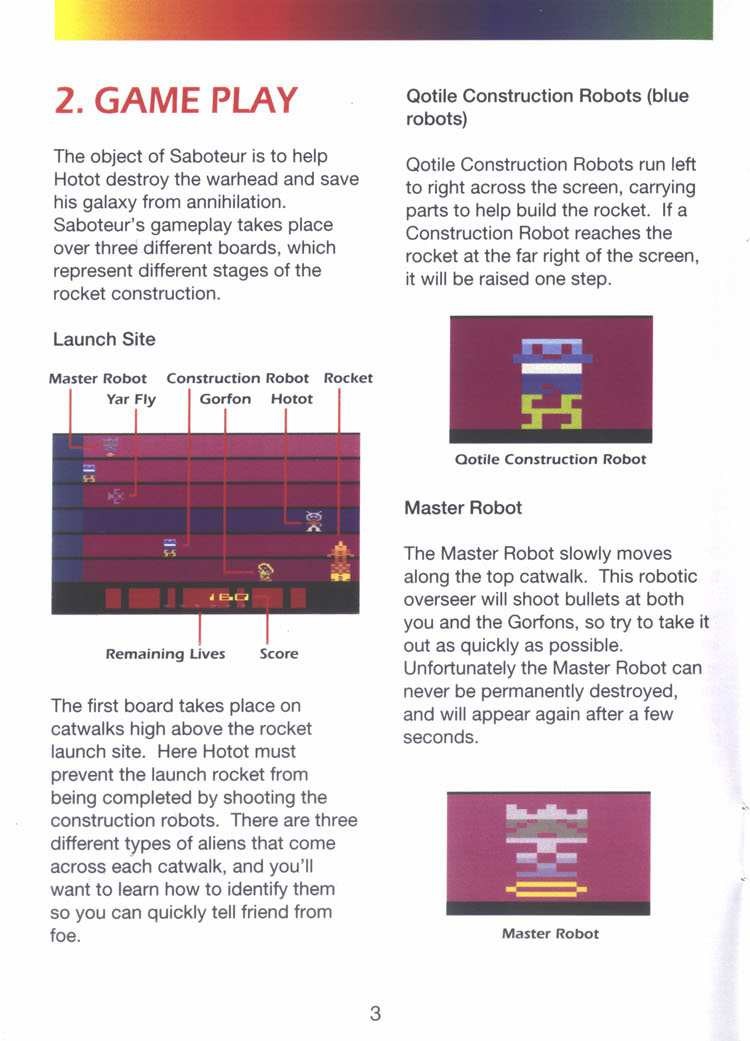 2. GAME PLAY
The object of Saboteur is to help
Hotot destroy the warhead and save
his galaxy from annihilation.
Saboteur's gameplay takes place
over three different boards, which
represent different stages of the
rocket construction.
Launch Site
Master Robot Construction Robot Rocket
Yar Fly Gorfon Hotot
160
Remaining Lives Score
The first board takes place on
catwalks high above the rocket
launch site. Here Hotot must
prevent the launch rocket from
being completed by shooting the
construction robots. There are three
different types of aliens that come
across each catwalk, and you'll
want to learn how to identify them
so you can quickly tell friend from
foe.
Qotile Construction Robots (blue
robots)
Qotile Construction Robots run left
to right across the screen, carrying
parts to help build the rocket. If a
Construction Robot reaches the
rocket at the far right of the screen,
it will be raised one step.
Qotile Construction Robot
Master Robot
The Master Robot slowly moves
along the top catwalk. This robotic
overseer will shoot bullets at both
you and the Gorfons, so try to take it
out as quickly as possible.
Unfortunately the Master Robot can
never be permanently destroyed,
and will appear again after a few
seconds.
Master Robot
3